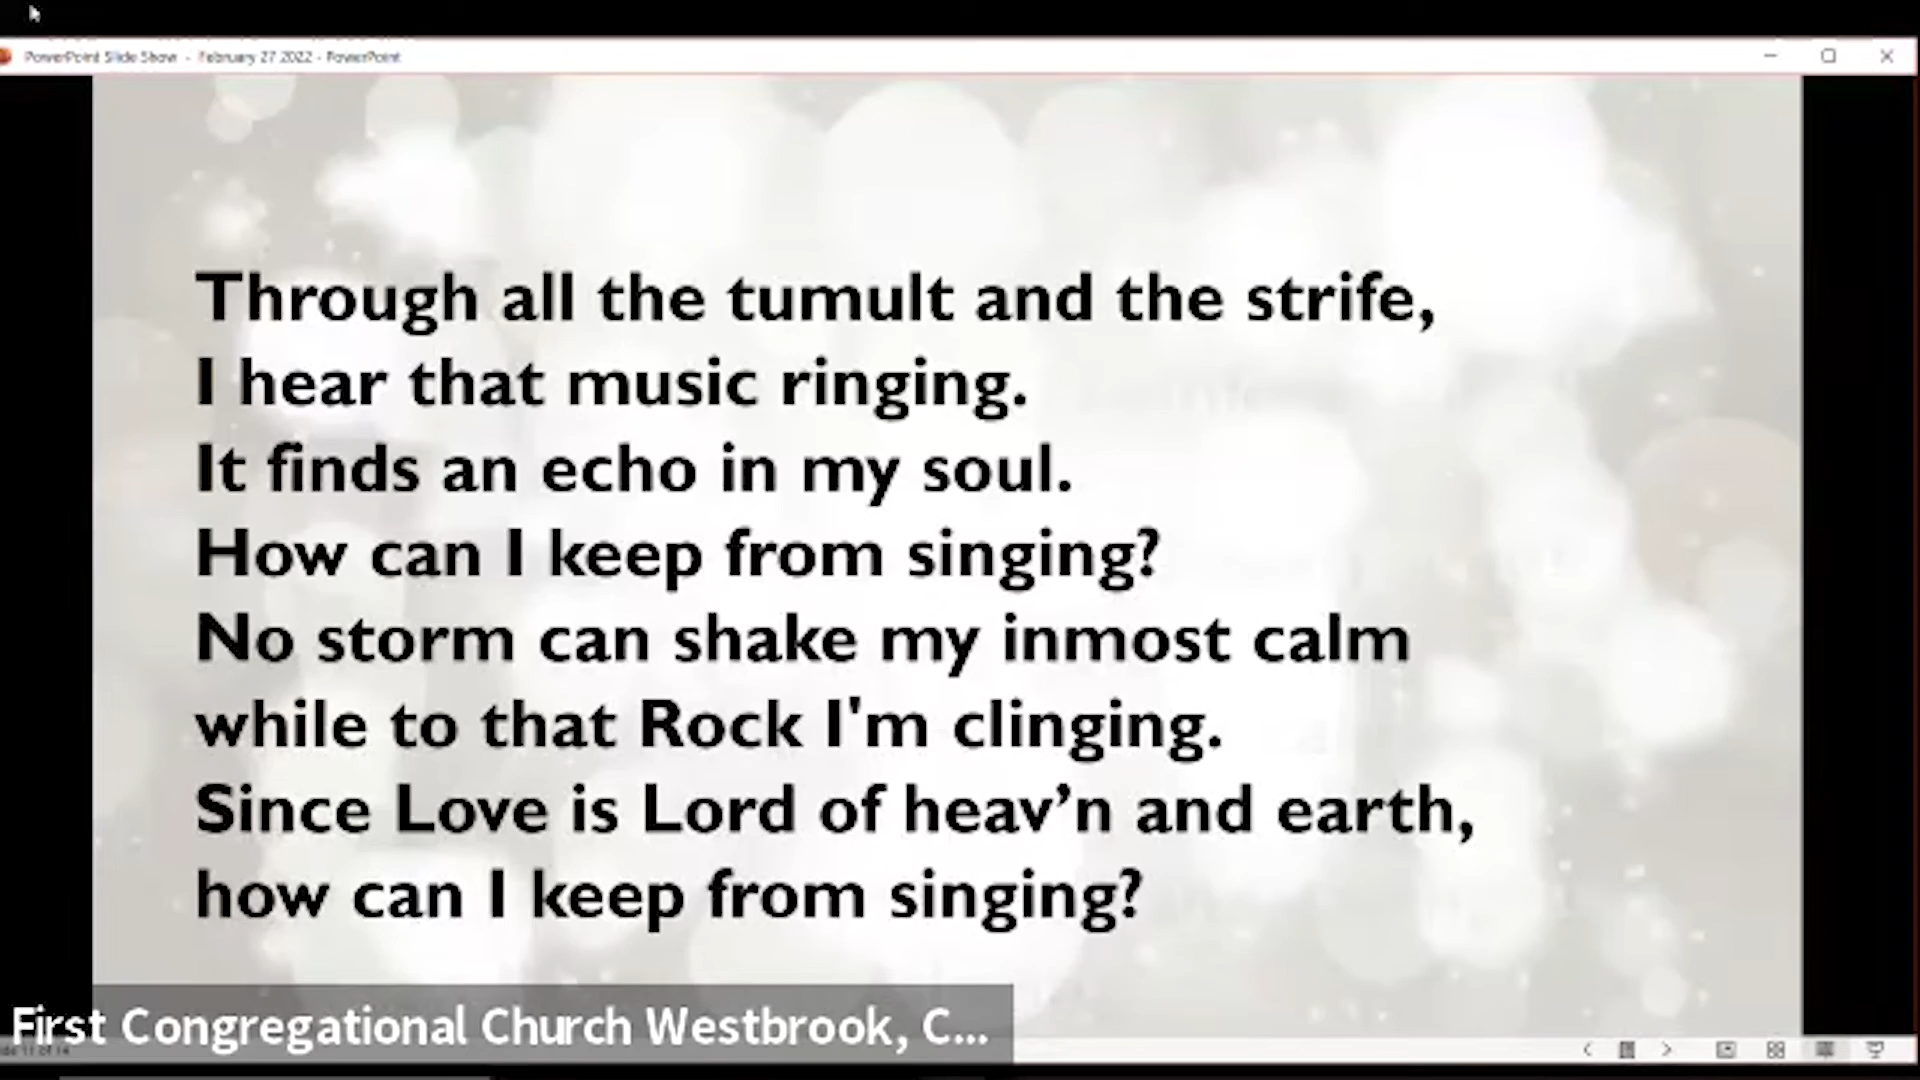 PowerPoint Slide Show - February 27 2022 - PowerPoint
Through all the tumult and the strife,
I hear that music ringing.
It finds an echo in my soul.
How can I keep from singing?
No storm can shake my inmost calm
while to that Rock I'm clinging.
Since Love is Lord of heav’n and earth,
how can I keep from singing?
First Congregational Church Westbrook, C...